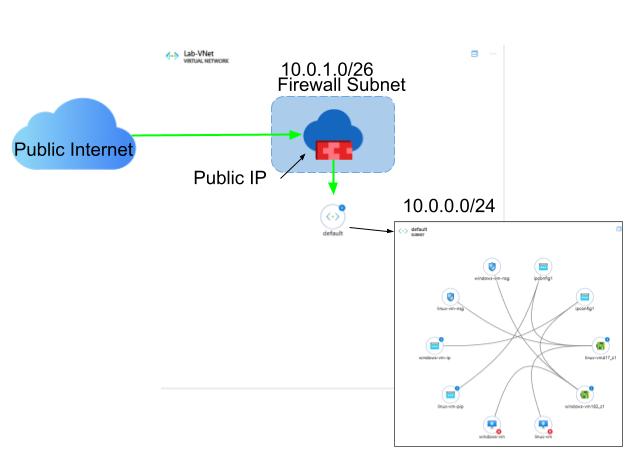 Lab-VNet
VIRTUAL NETWORK
10.0.1.0/26
Firewall Subnet
Public Internet
Public IP
default
10.0.0.0/24
default
SUBNET
windows-vm-nsg
ipconfig1
linux-vm-nsg
ipconfig1
windows-vm-ip
linux-vm417_z1
linux-vm-pip
windows-vm182_z1
windows-vm
linux-vm